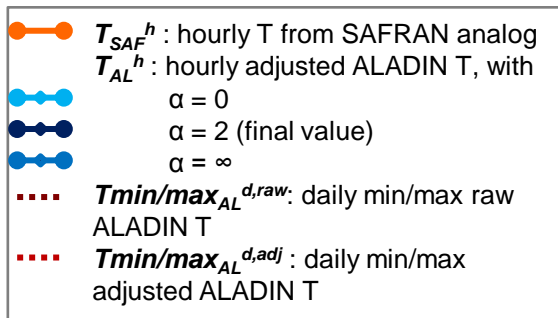 T_SAF^h : hourly T from SAFRAN analog
T_AL^h : hourly adjusted ALADIN T, with
α = 0
α = 2 (final value)
α = ∞
Tmin/max_AL^d,raw: daily min/max raw
ALADIN T
Tmin/max_AL^d,adj : daily min/max
adjusted ALADIN T